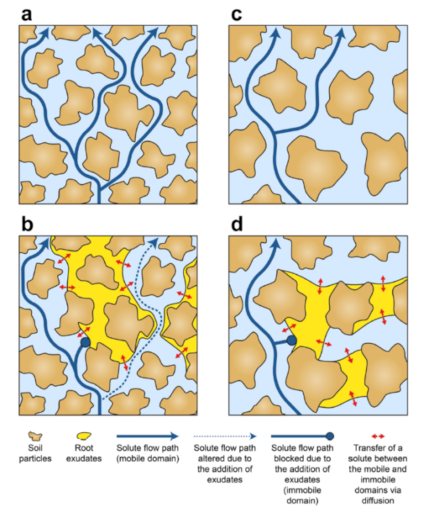 a
c
b
d
Soil
particles
Root
exudates
Solute flow path
(mobile domain)
Solute flow path
altered due to
the addition of
exudates
Solute flow path
blocked due to
the addition of
exudates
(immobile
domain)
Transfer of a
solute between
the mobile and
immobile
domains via
diffusion